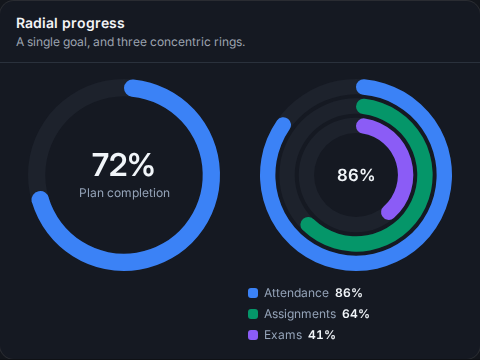 Radial progress
A single goal, and three concentric rings.
72%
Plan completion
86%
Attendance 86%
Assignments 64%
Exams 41%